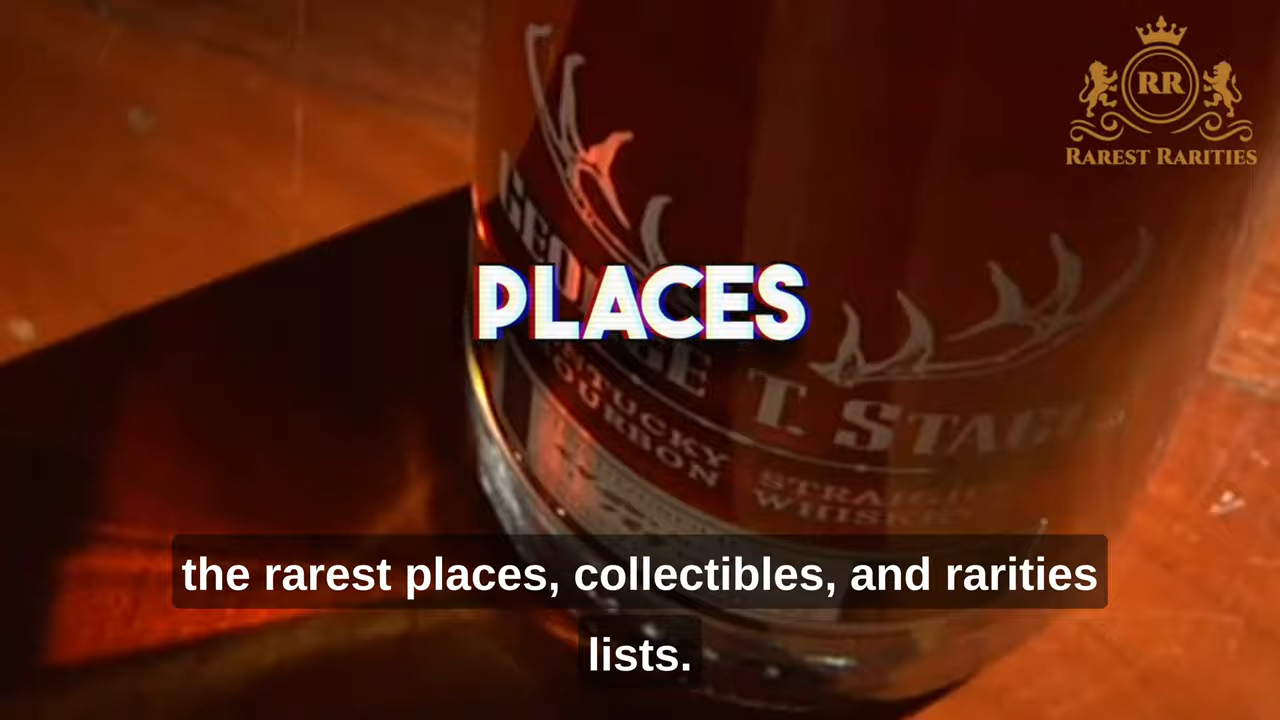 RR
RAREST RARITIES
PLACES
GEORGE T. STAGG
KENTUCKY STRAIGHT
BOURBON WHISKEY
the rarest places, collectibles, and rarities
lists.